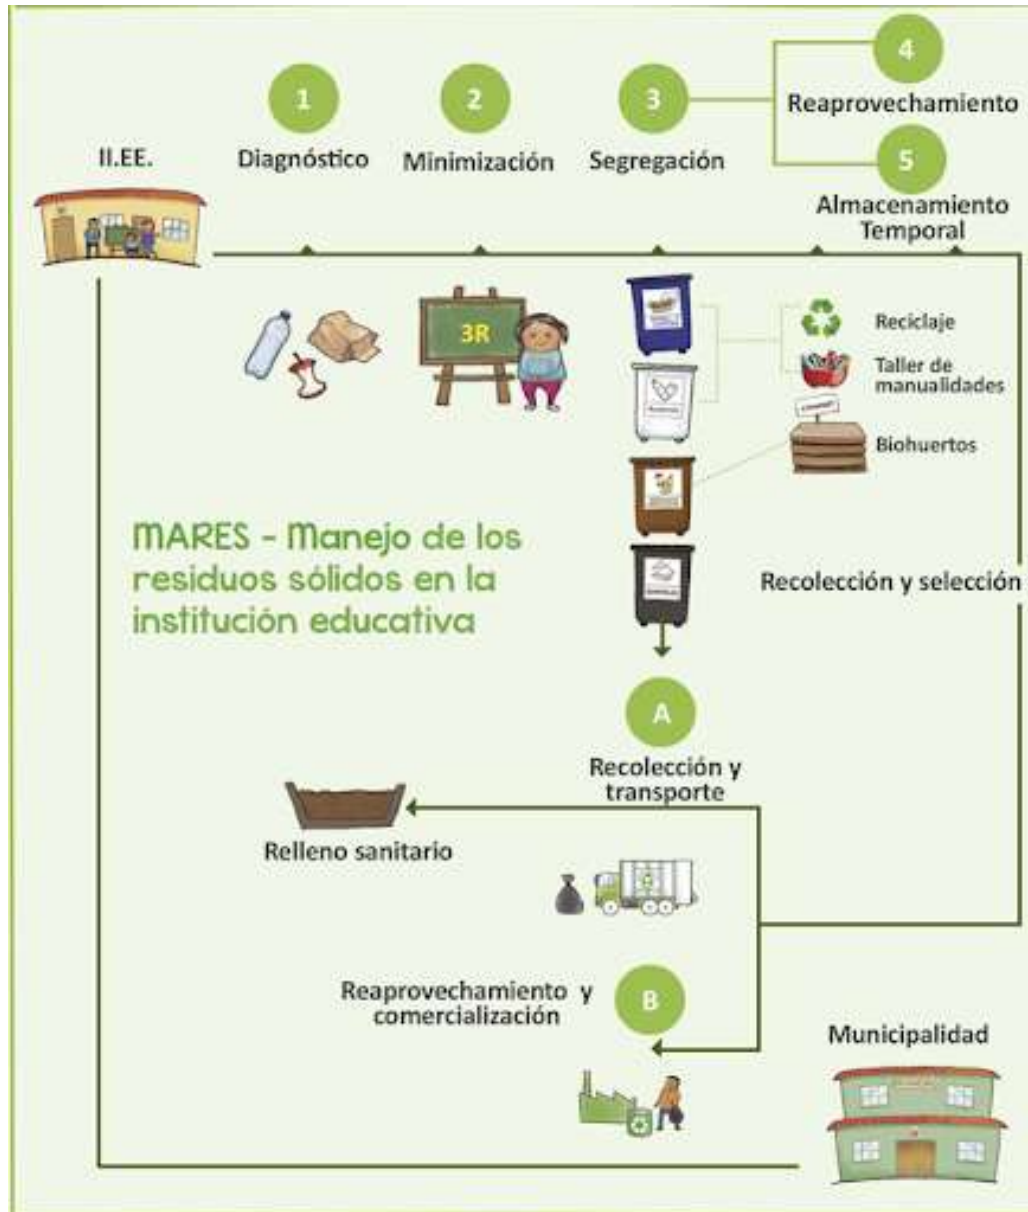 1
2
3
4
Reaprovechamiento
II.EE.
Diagnóstico
Minimización
Segregación
5
Almacenamiento
Temporal
3R
Reciclaje
Taller de
manualidades
Biohuertos
MARES - Manejo de los
residuos sólidos en la
institución educativa
Recolección y selección
A
Recolección y
transporte
Relleno sanitario
Reaprovechamiento y
comercialización
B
Municipalidad